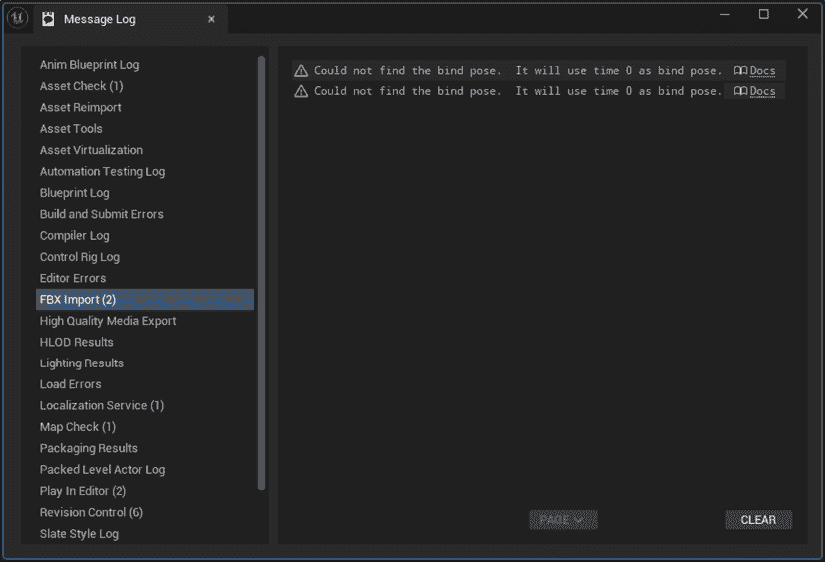 Message Log
Anim Blueprint Log
Asset Check (1)
Asset Reimport
Asset Tools
Asset Virtualization
Automation Testing Log
Blueprint Log
Build and Submit Errors
Compiler Log
Control Rig Log
Editor Errors
FBX Import (2)
High Quality Media Export
HLOD Results
Lighting Results
Load Errors
Localization Service (1)
Map Check (1)
Packaging Results
Packed Level Actor Log
Play In Editor (2)
Revision Control (6)
Slate Style Log
Could not find the bind pose.  It will use time 0 as bind pose. Docs
Could not find the bind pose.  It will use time 0 as bind pose. Docs
PAGE
CLEAR